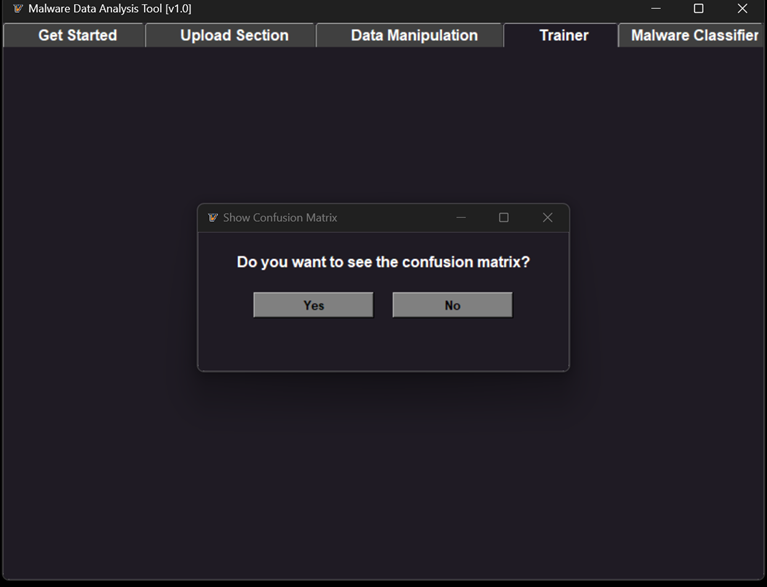 Malware Data Analysis Tool [v1.0]
Get Started Upload Section Data Manipulation Trainer Malware Classifier
Show Confusion Matrix
Do you want to see the confusion matrix?
Yes No